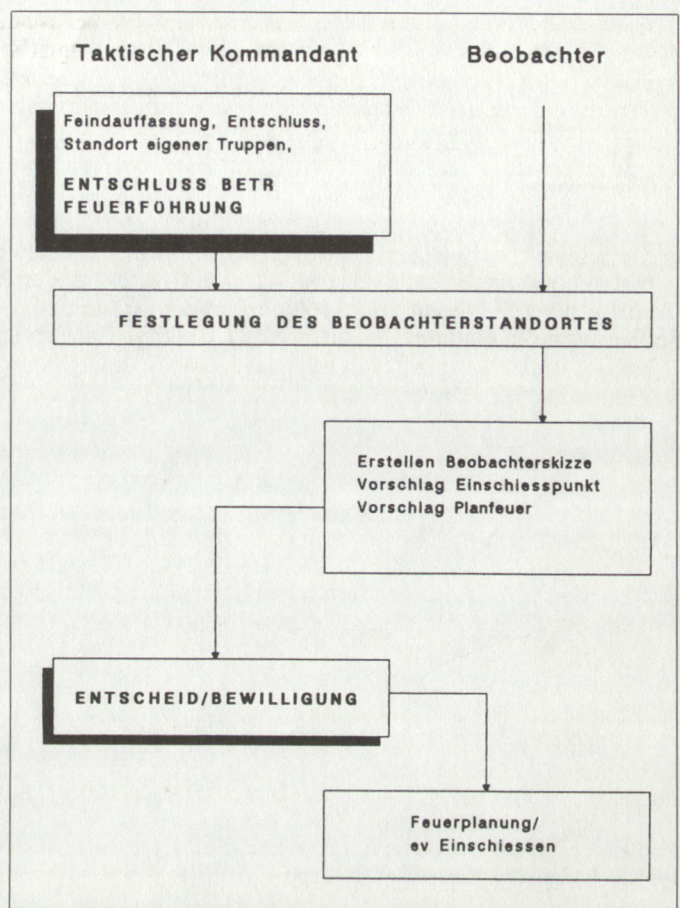 Taktischer Kommandant
Beobachter
Feindauffassung, Entschluss,
Standort eigener Truppen,
ENTSCHLUSS BETR
FEUERFÜHRUNG
FESTLEGUNG DES BEOBACHTERSTANDORTES
Erstellen Beobachterskizze
Vorschlag Einschiesspunkt
Vorschlag Planfeuer
ENTSCHEID/BEWILLIGUNG
Feuerplanung/
ev Einschiessen